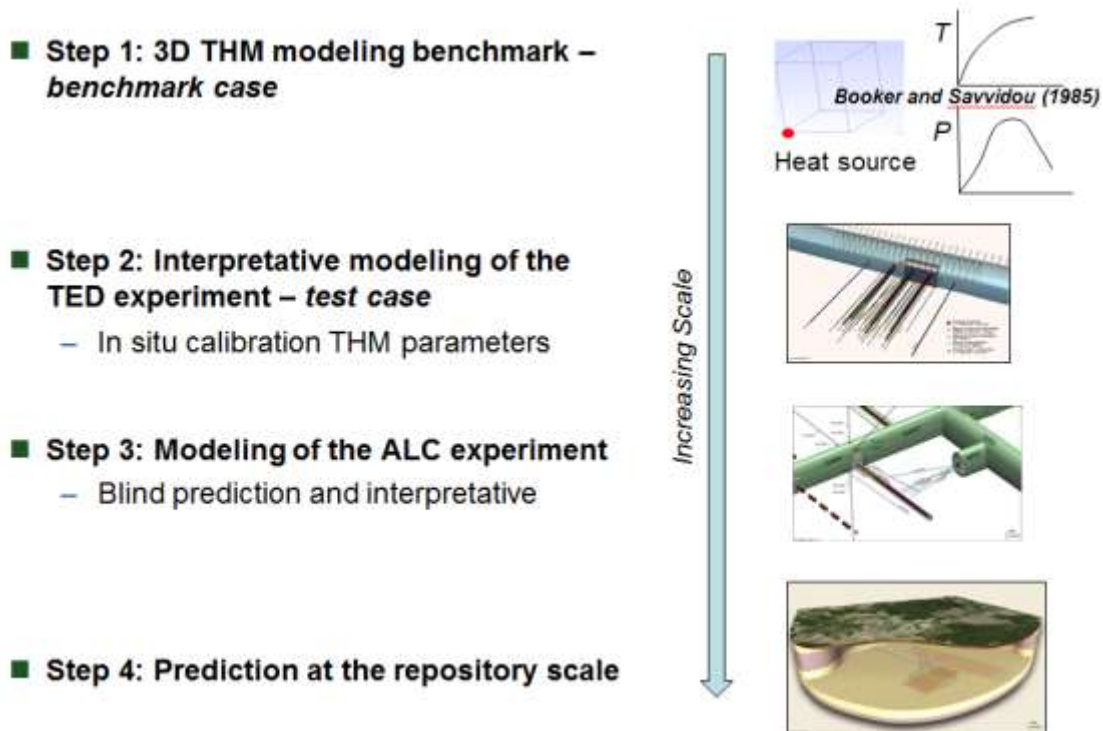 Step 1: 3D THM modeling benchmark –
benchmark case
T
Booker and Savvidou (1985)
P
Heat source
Step 2: Interpretative modeling of the
TED experiment – test case
– In situ calibration THM parameters
Increasing Scale
Step 3: Modeling of the ALC experiment
– Blind prediction and interpretative
Step 4: Prediction at the repository scale